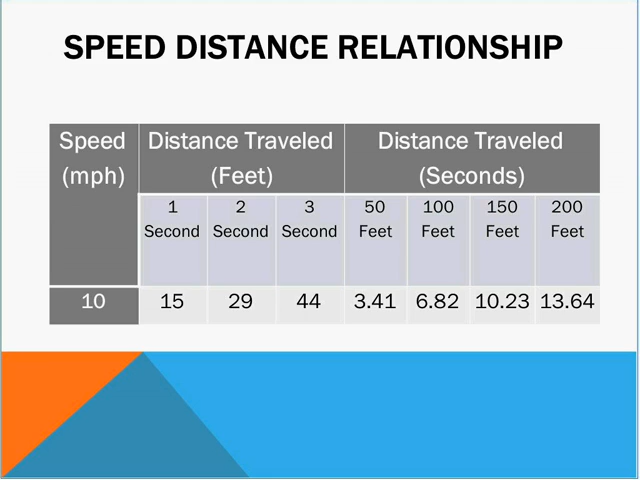 SPEED DISTANCE RELATIONSHIP
Speed (mph) Distance Traveled (Feet) Distance Traveled (Seconds)
1 Second 2 Second 3 Second 50 Feet 100 Feet 150 Feet 200 Feet
10 15 29 44 3.41 6.82 10.23 13.64